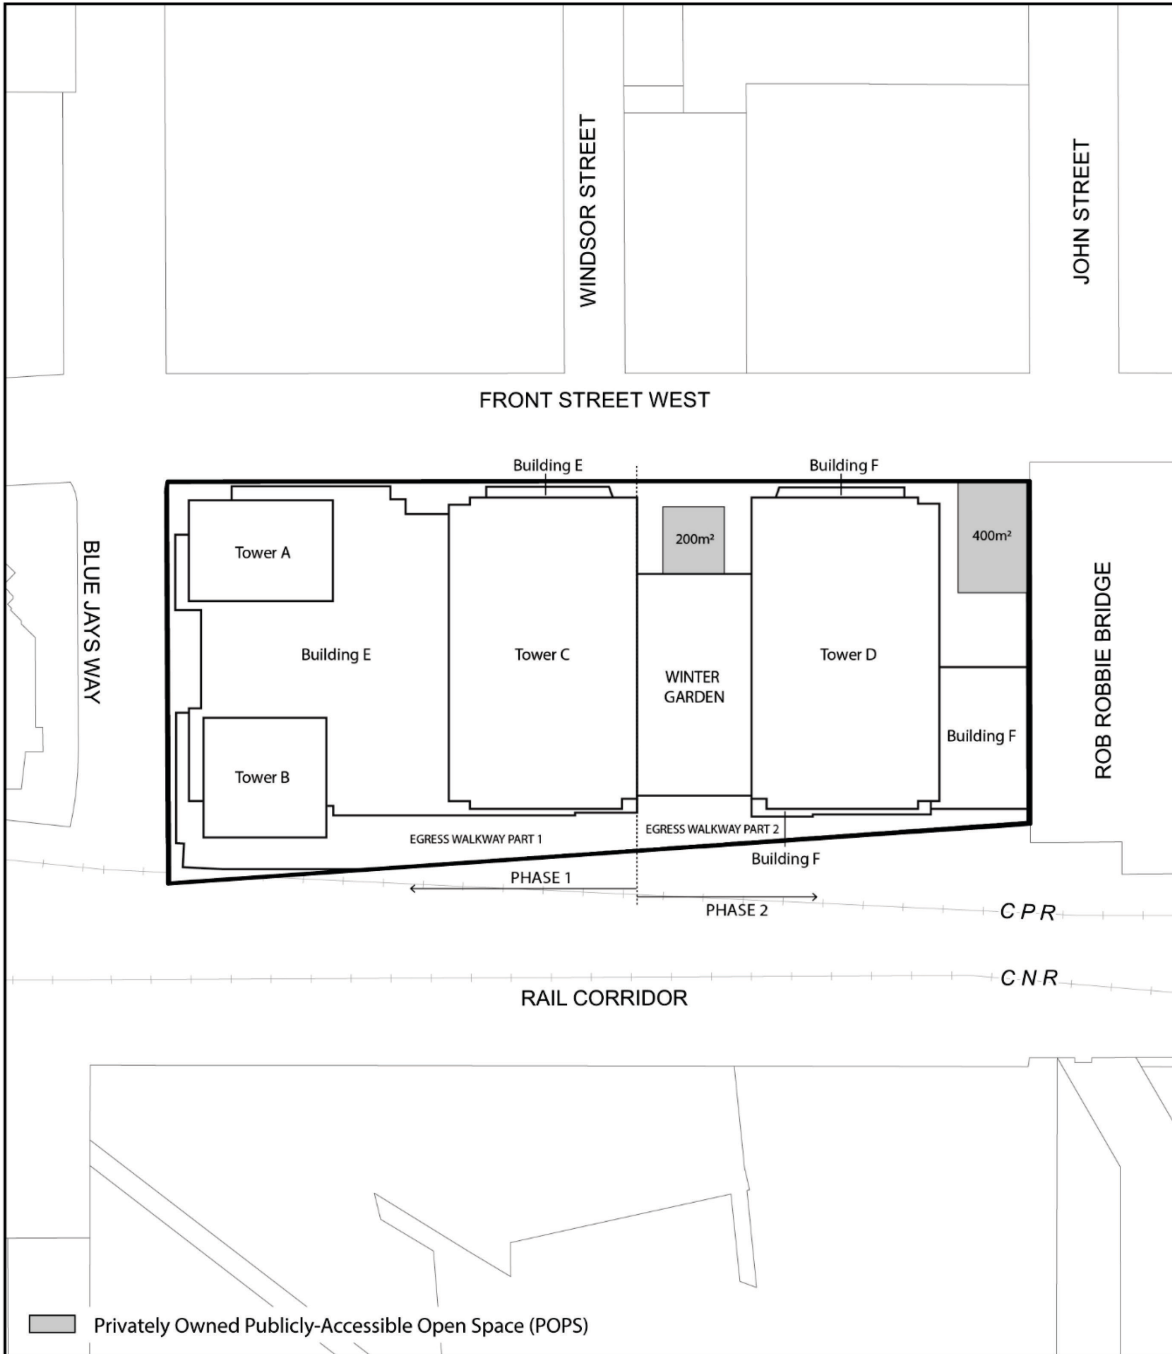 WINDSOR STREET
JOHN STREET
FRONT STREET WEST
Building E
Building F
Tower A
200m²
400m²
BLUE JAYS WAY
Building E
Tower C
Tower D
WINTER
GARDEN
ROB ROBBIE BRIDGE
Building F
Tower B
EGRESS WALKWAY PART 1
EGRESS WALKWAY PART 2
Building F
PHASE 1
PHASE 2
CPR
CNR
RAIL CORRIDOR
Privately Owned Publicly-Accessible Open Space (POPS)